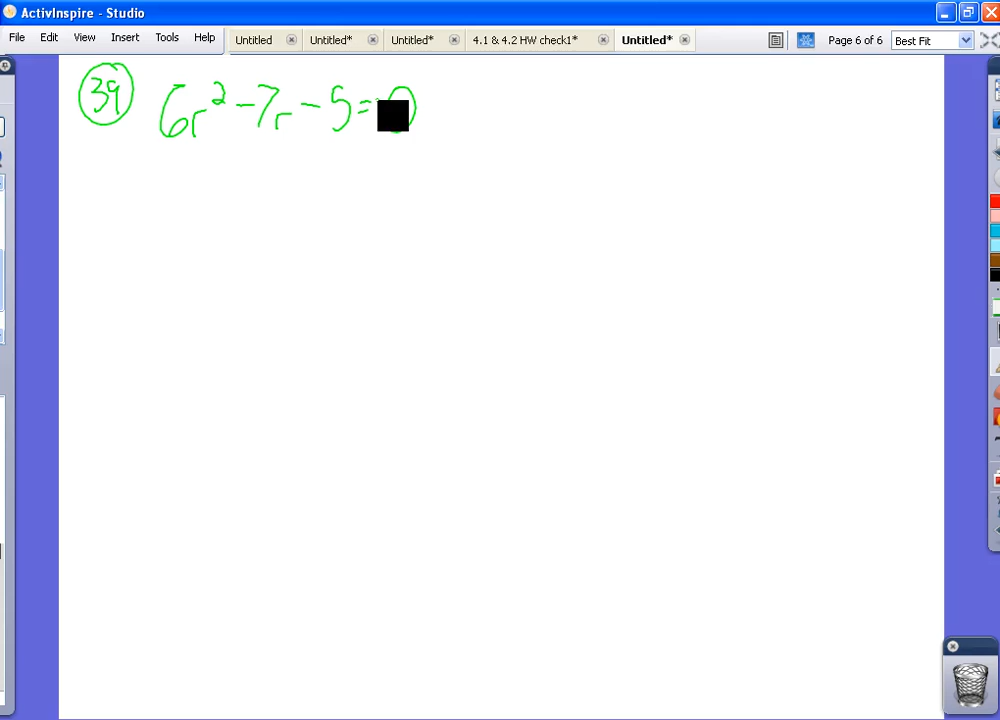 ActivInspire - Studio
File Edit View Insert Tools Help Untitled Untitled* Untitled* 4.1 & 4.2 HW check1* Untitled* Page 6 of 6 Best Fit
39 6r² - 7r - 5 =